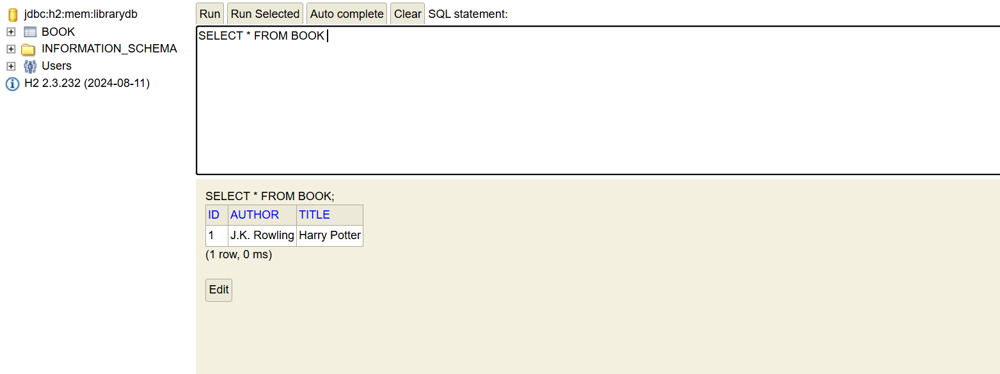 jdbc:h2:mem:librarydb
BOOK
INFORMATION_SCHEMA
Users
H2 2.3.232 (2024-08-11)
Run Run Selected Auto complete Clear SQL statement:
SELECT * FROM BOOK
SELECT * FROM BOOK;
ID AUTHOR TITLE
1 J.K. Rowling Harry Potter
(1 row, 0 ms)
Edit